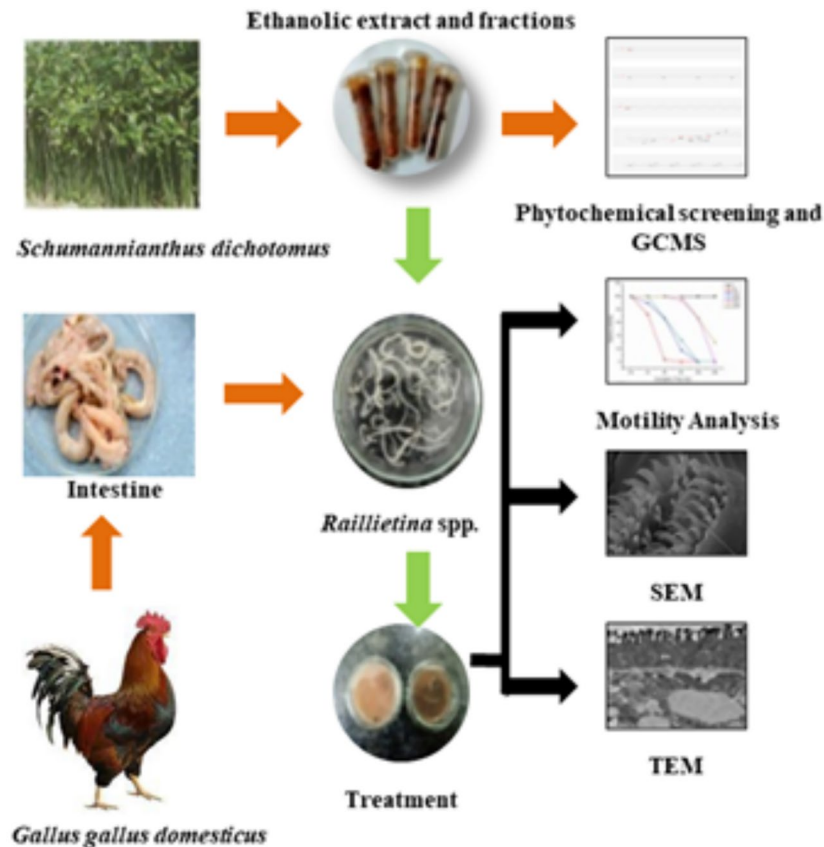 Ethanolic extract and fractions
Schumannianthus dichotomus
Phytochemical screening and
GCMS
Intestine
Raillietina spp.
Motility Analysis
SEM
TEM
Treatment
Gallus gallus domesticus